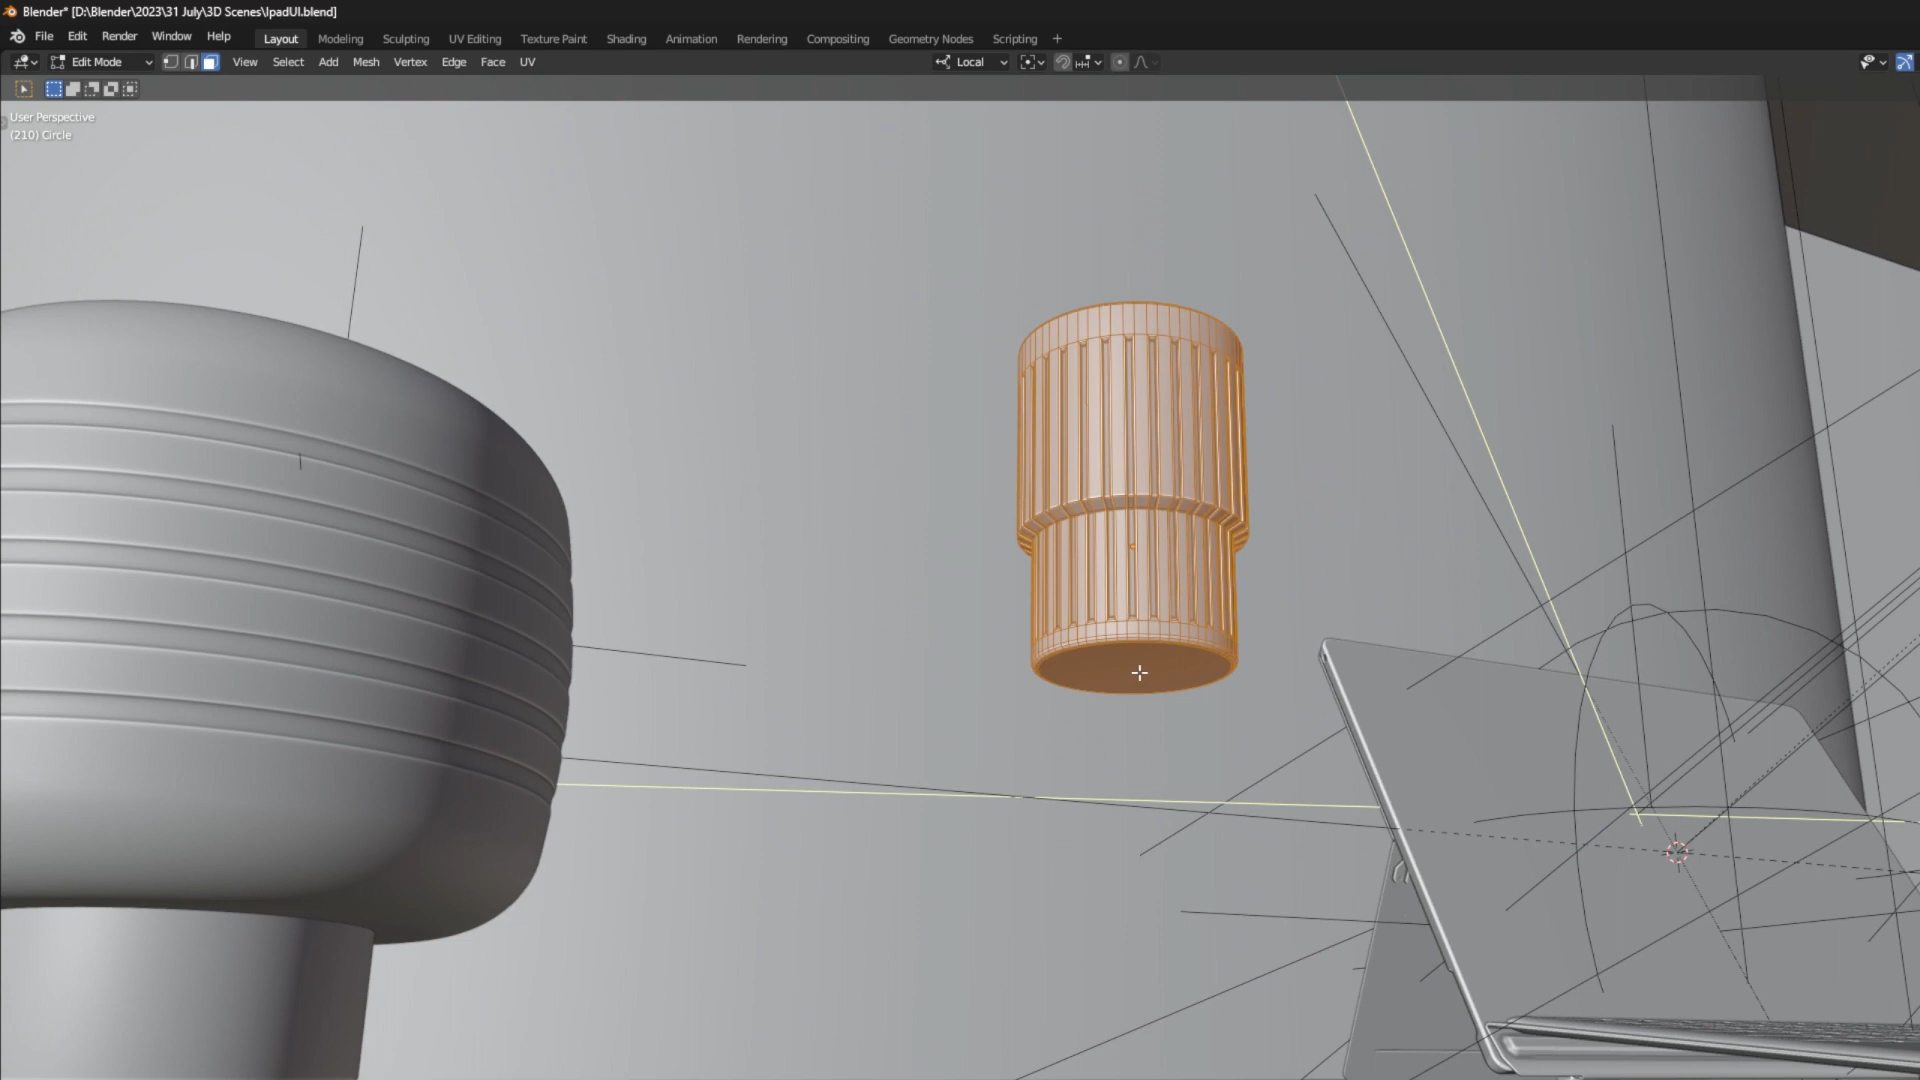 Blender* [D:\Blender\2023\31 July\3D Scenes\IpadUI.blend]
File Edit Render Window Help Layout Modeling Sculpting UV Editing Texture Paint Shading Animation Rendering Compositing Geometry Nodes Scripting +
Edit Mode View Select Add Mesh Vertex Edge Face UV Local
User Perspective
(210) Circle